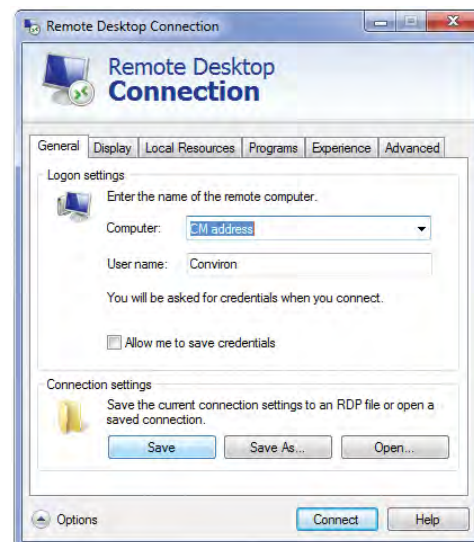 Remote Desktop Connection
Remote Desktop
Connection
General Display Local Resources Programs Experience Advanced
Logon settings
Enter the name of the remote computer.
Computer: CM address
User name: Conviron
You will be asked for credentials when you connect.
Allow me to save credentials
Connection settings
Save the current connection settings to an RDP file or open a
saved connection.
Save Save As... Open...
Options Connect Help